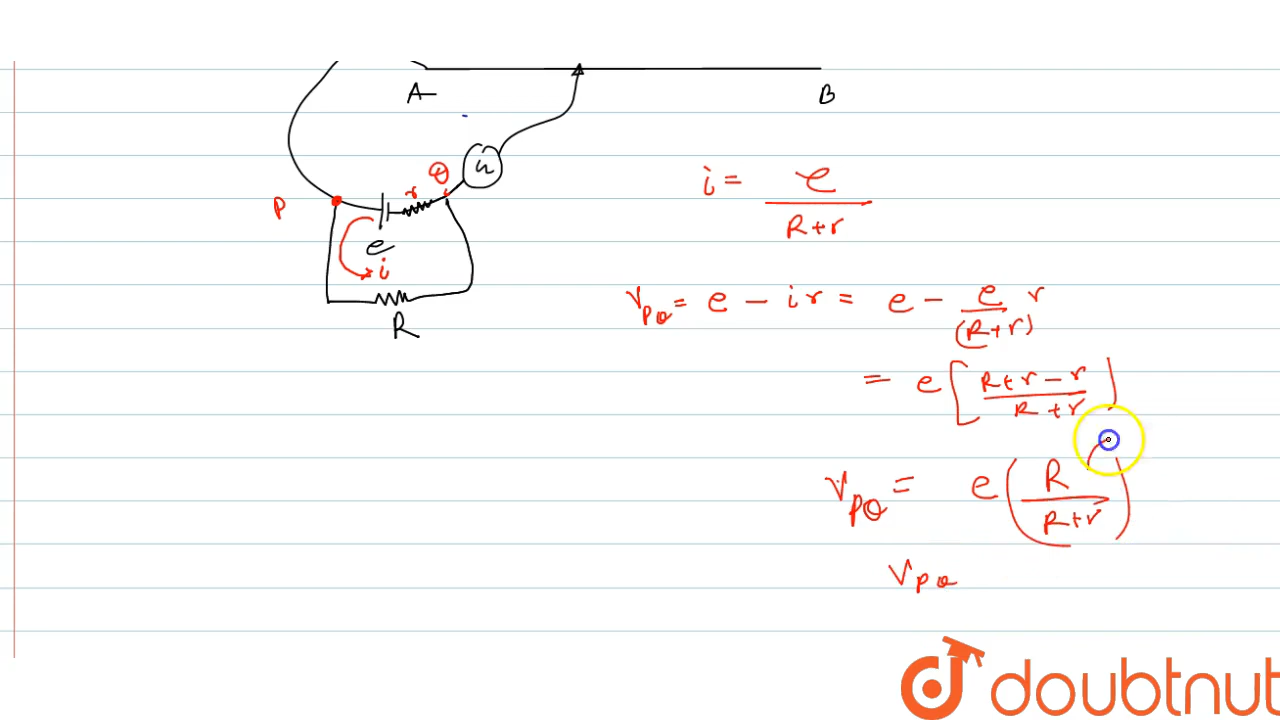 A
B
G
Q
r
P
e
i
R
i = e / (R+r)
V_PQ = e - ir = e - e/(R+r) r
= e [ (R+r-r) / (R+r) ]
V_PQ = e ( R / (R+r) )
V_PQ
doubtnut